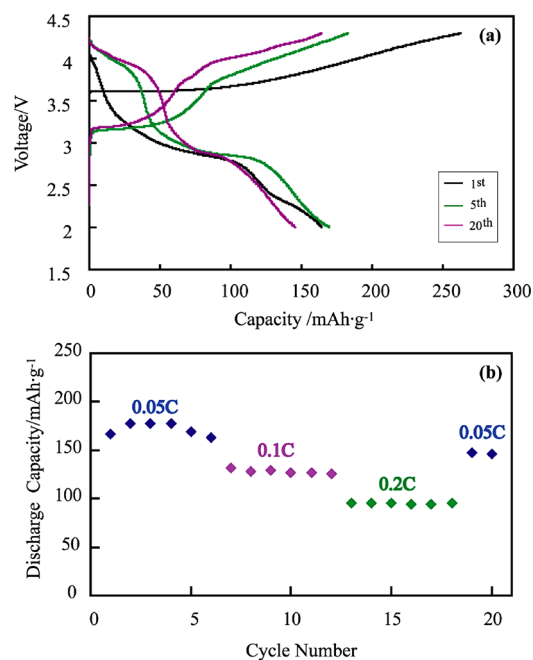 (a)
4.5
4
3.5
3
2.5
2
1.5
Voltage/V
1st
5th
20th
0 50 100 150 200 250 300
Capacity /mAh·g-1
(b)
250
200
150
100
50
0
Discharge Capacity/mAh·g-1
0.05C
0.1C
0.2C
0.05C
0 5 10 15 20
Cycle Number